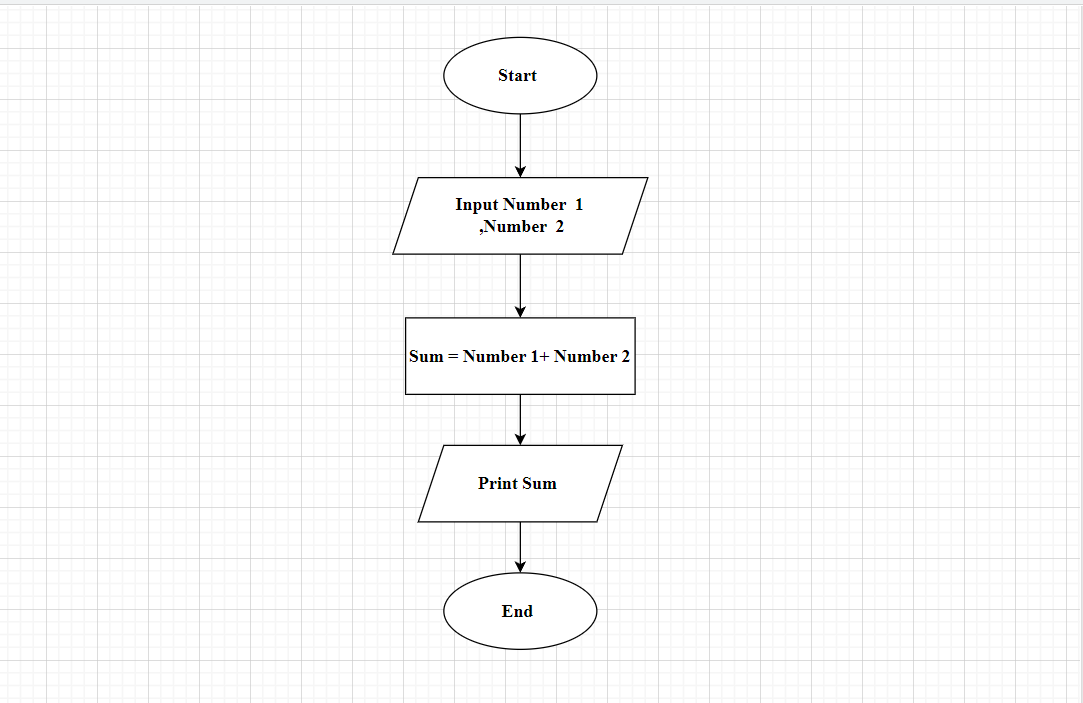 Start
Input Number  1
,Number  2
Sum = Number 1+ Number 2
Print Sum
End